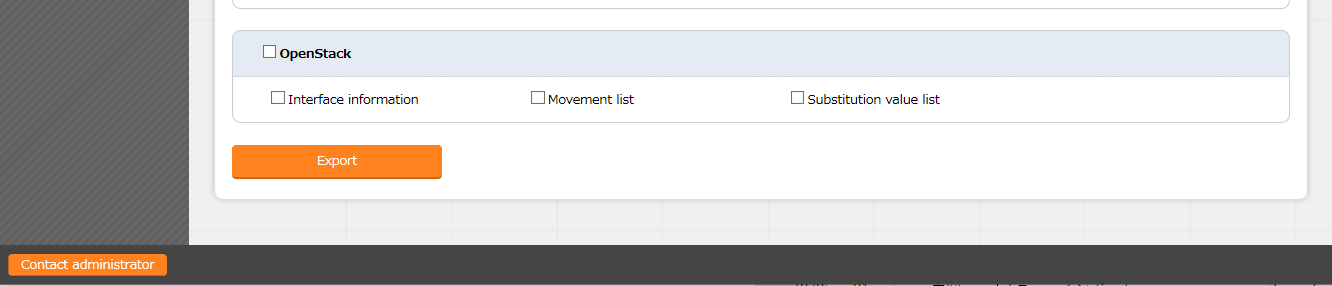 OpenStack
Interface information Movement list Substitution value list
Export
Contact administrator